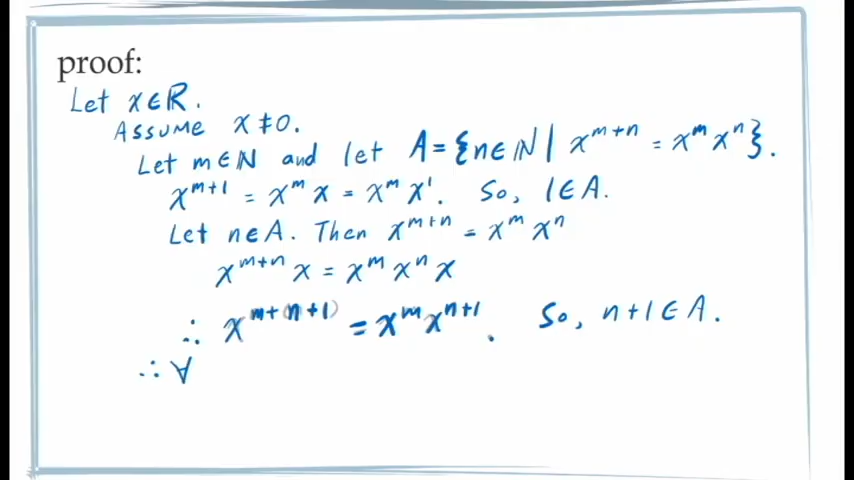 proof:
Let x∈ℝ.
Assume x≠0.
Let m∈ℕ and let A={n∈ℕ | x^{m+n} = x^m x^n}.
x^{m+1} = x^m x = x^m x^1. So, 1∈A.
Let n∈A. Then x^{m+n} = x^m x^n
x^{m+n} x = x^m x^n x
∴ x^{m+(n+1)} = x^m x^{n+1}. So, n+1∈A.
∴ ∀